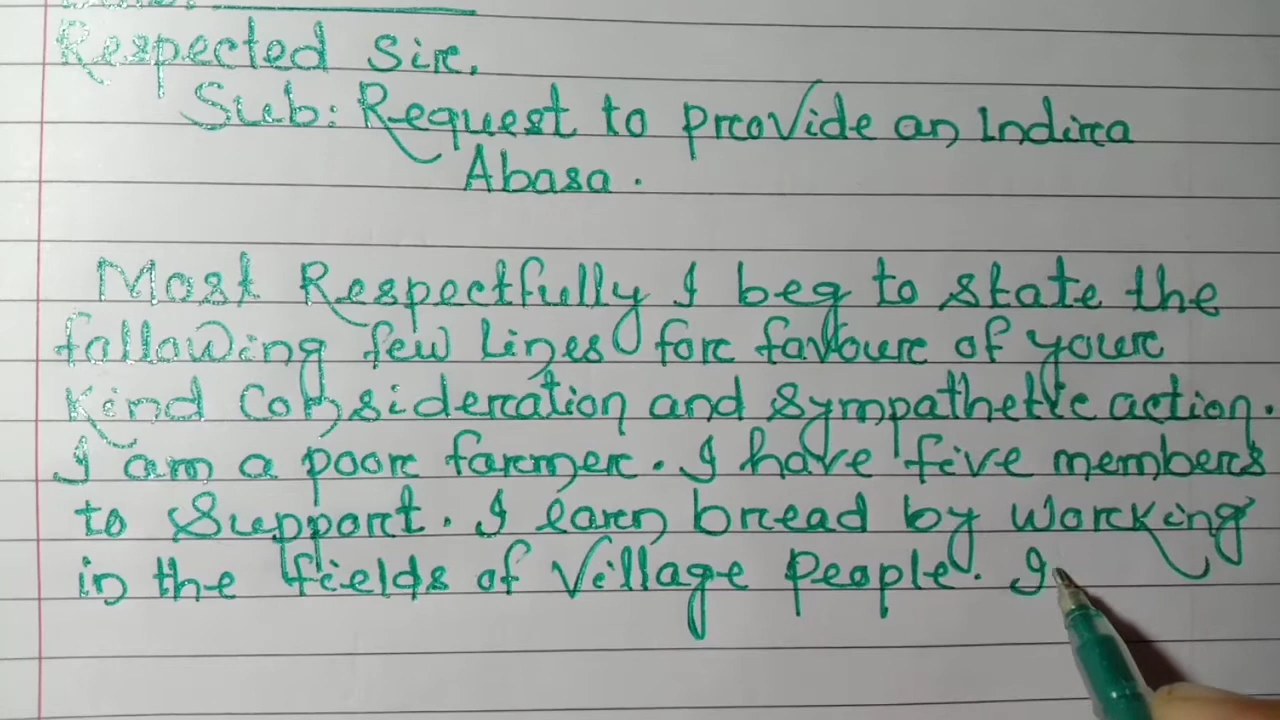 Respected Sir,
Sub: Request to provide an Indira
Abasa.
Most Respectfully I beg to state the
following few lines for favour of your
kind consideration and sympathetic action.
I am a poor farmer. I have five members
to support. I earn bread by working
in the fields of village people. I